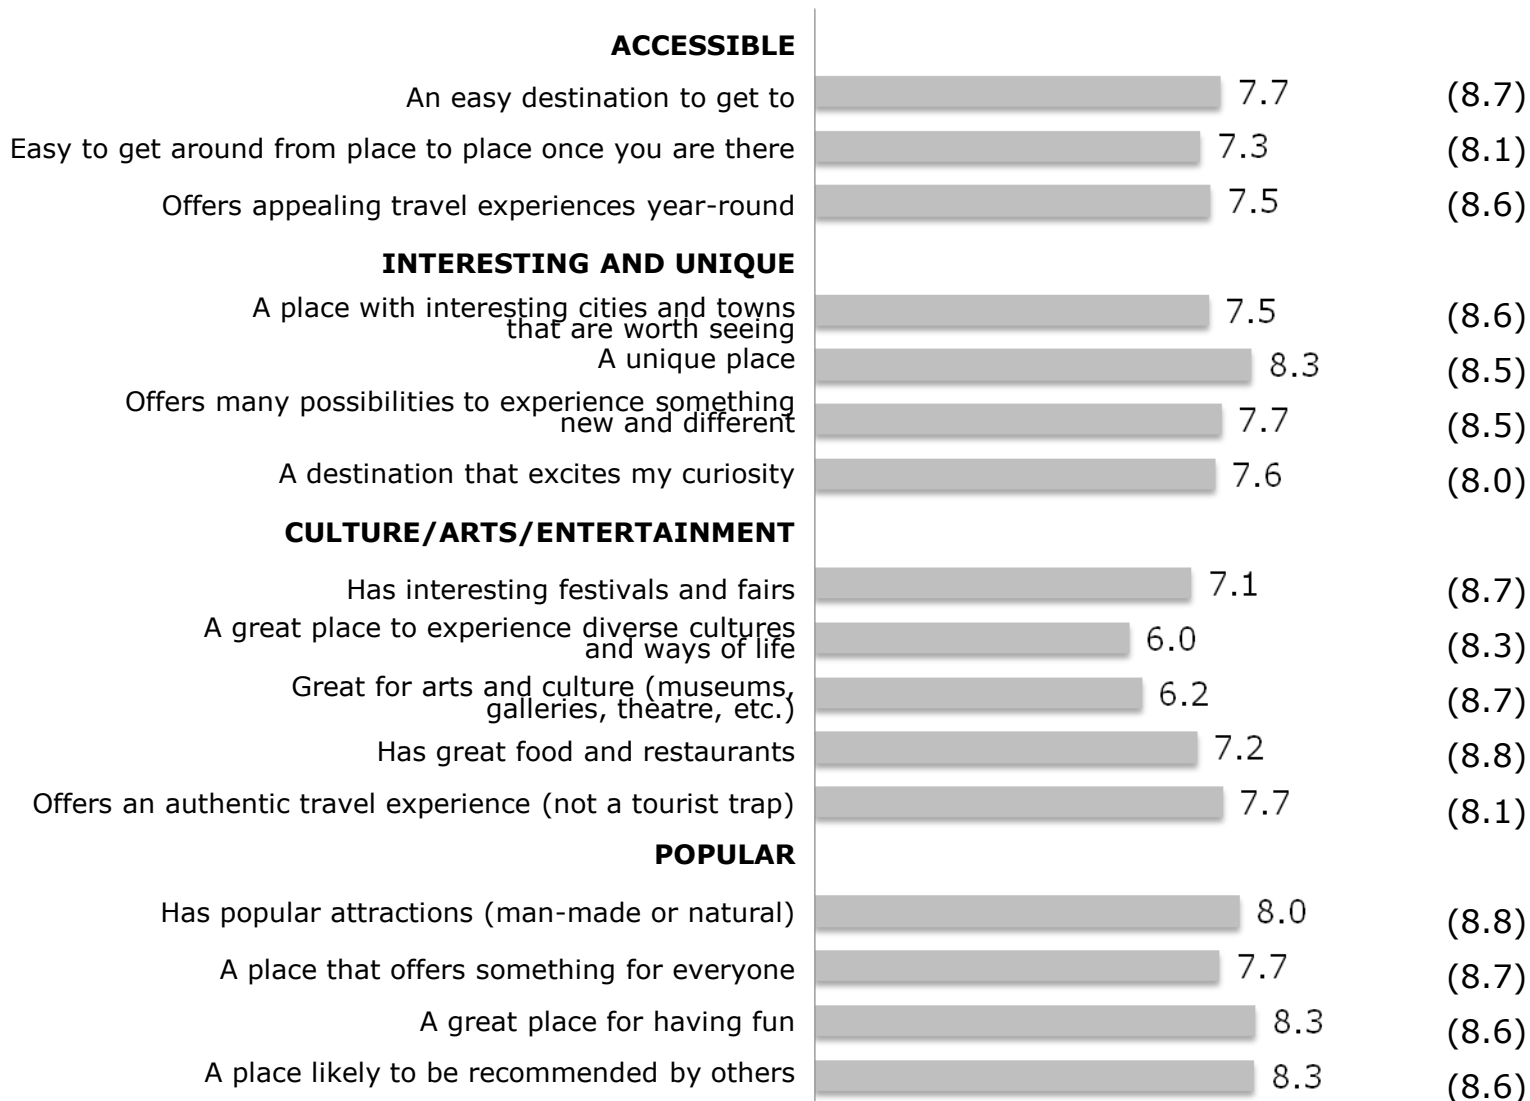 ACCESSIBLE
An easy destination to get to 7.7 (8.7)
Easy to get around from place to place once you are there 7.3 (8.1)
Offers appealing travel experiences year-round 7.5 (8.6)
INTERESTING AND UNIQUE
A place with interesting cities and towns
that are worth seeing 7.5 (8.6)
A unique place 8.3 (8.5)
Offers many possibilities to experience something
new and different 7.7 (8.5)
A destination that excites my curiosity 7.6 (8.0)
CULTURE/ARTS/ENTERTAINMENT
Has interesting festivals and fairs 7.1 (8.7)
A great place to experience diverse cultures
and ways of life 6.0 (8.3)
Great for arts and culture (museums,
galleries, theatre, etc.) 6.2 (8.7)
Has great food and restaurants 7.2 (8.8)
Offers an authentic travel experience (not a tourist trap) 7.7 (8.1)
POPULAR
Has popular attractions (man-made or natural) 8.0 (8.8)
A place that offers something for everyone 7.7 (8.7)
A great place for having fun 8.3 (8.6)
A place likely to be recommended by others 8.3 (8.6)